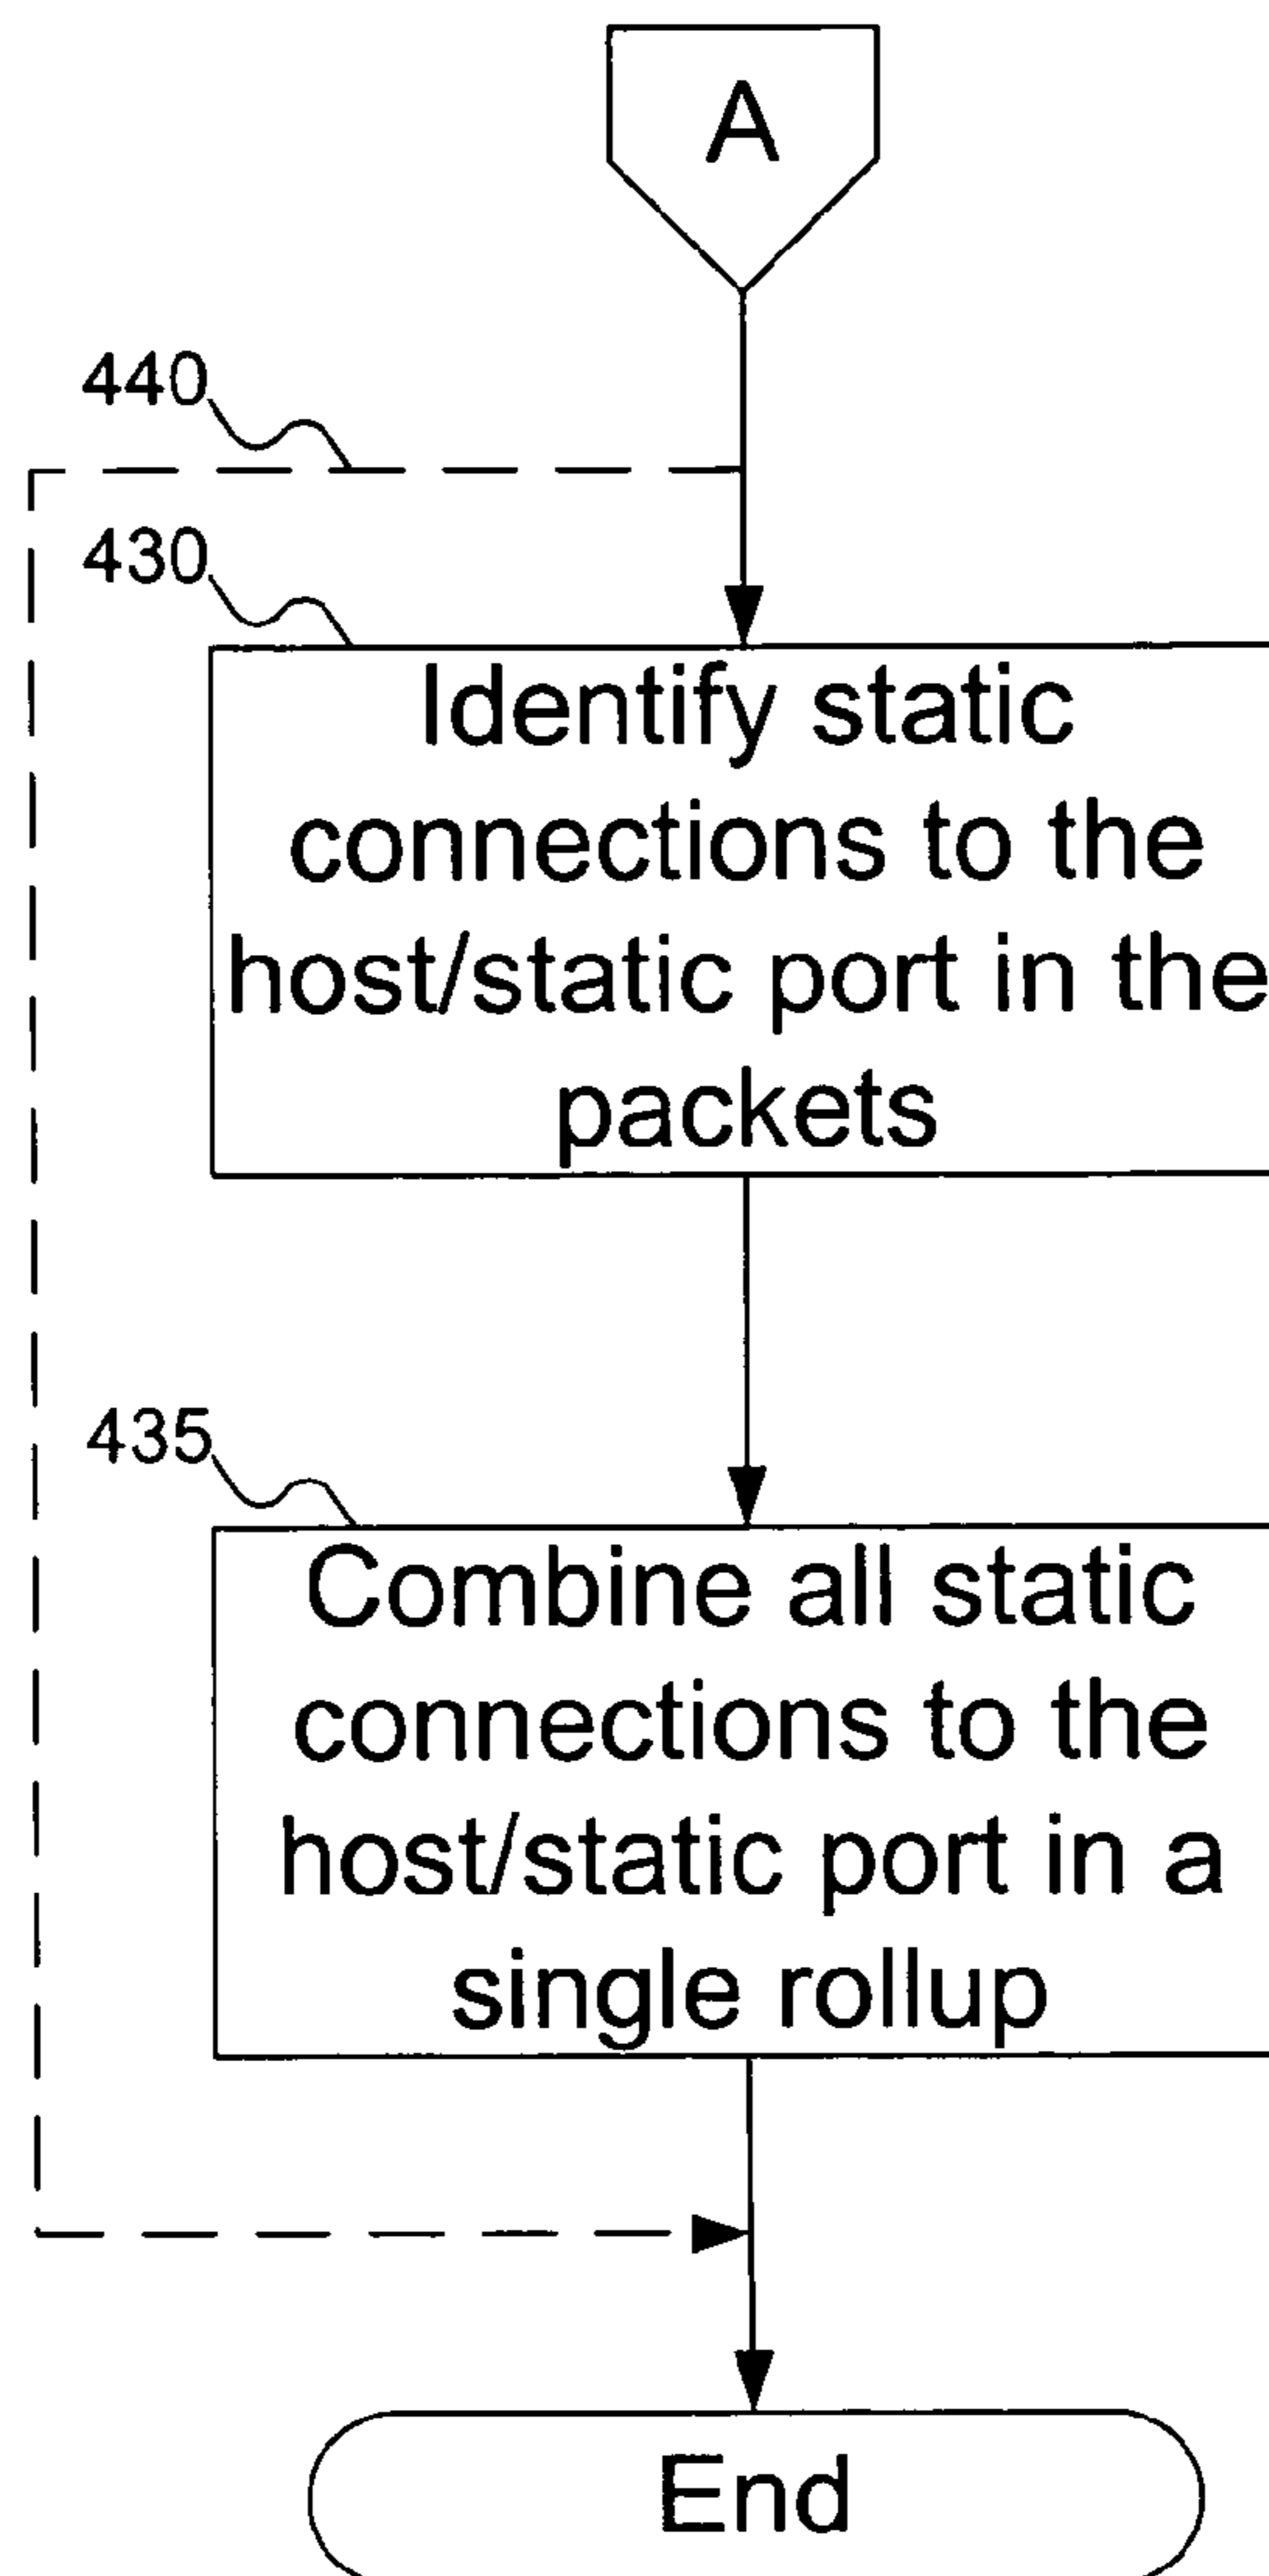 A
440
430
Identify static
connections to the
host/static port in the
packets
435
Combine all static
connections to the
host/static port in a
single rollup
End